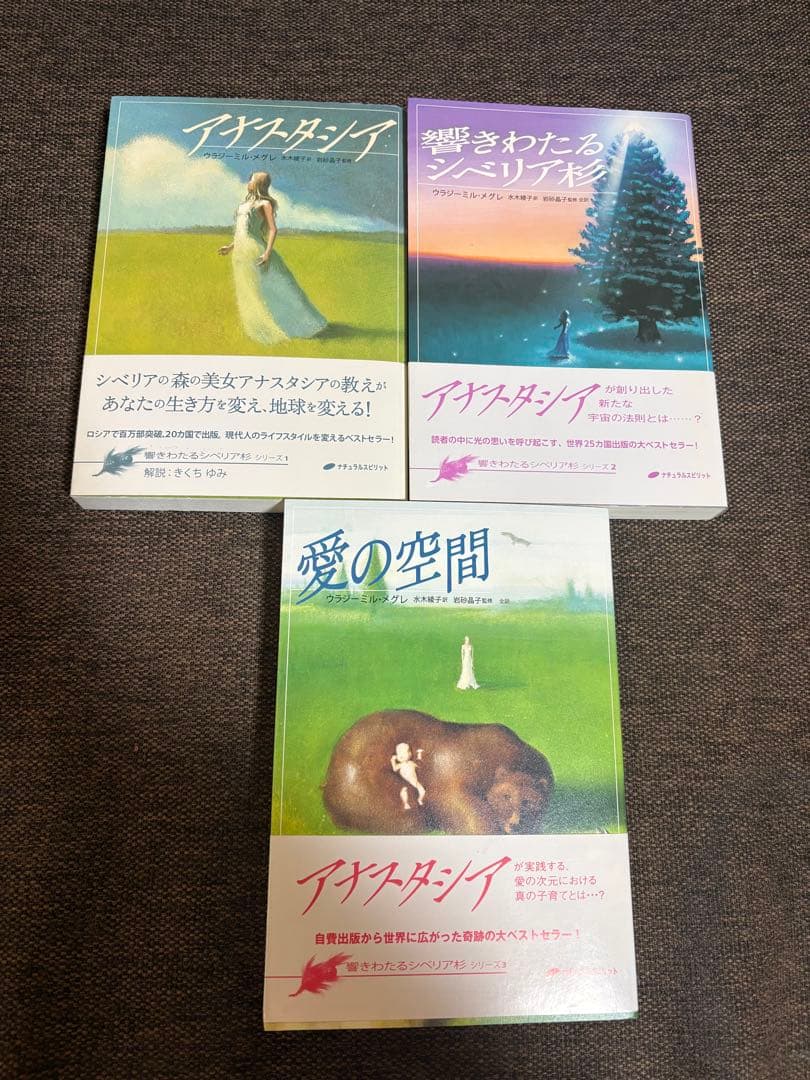 アナスタシア
ウラジーミル・メグレ 水木綾子訳 岩砂晶子監修
シベリアの森の美女アナスタシアの教えが
あなたの生き方を変え、地球を変える!
ロシアで百万部突破、20カ国で出版。現代人のライフスタイルを変えるベストセラー!
響きわたるシベリア杉 シリーズ1
解説:きくち ゆみ
ナチュラルスピリット
響きわたる
シベリア杉
ウラジーミル・メグレ 水木綾子訳 岩砂晶子監修 全訳
アナスタシアが創り出した
新たな
宇宙の法則とは……?
読者の中に光の思いを呼び起こす、世界25カ国出版の大ベストセラー!
響きわたるシベリア杉 シリーズ2
ナチュラルスピリット
愛の空間
ウラジーミル・メグレ 水木綾子訳 岩砂晶子監修 全訳
アナスタシアが実践する、
愛の次元における
真の子育てとは…?
自費出版から世界に広がった奇跡の大ベストセラー!
響きわたるシベリア杉 シリーズ3
ナチュラルスピリット